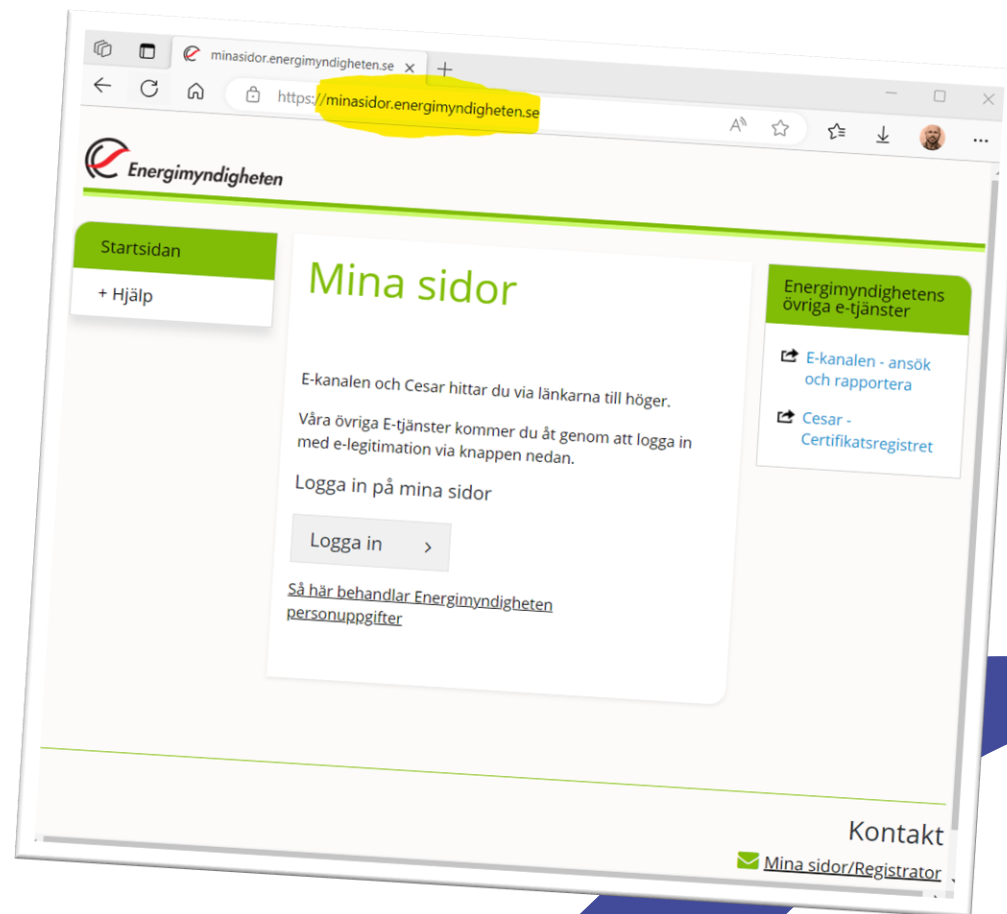 minasidor.energimyndigheten.se
https://minasidor.energimyndigheten.se
Energimyndigheten
Startsidan
+ Hjälp
Mina sidor
E-kanalen och Cesar hittar du via länkarna till höger.
Våra övriga E-tjänster kommer du åt genom att logga in
med e-legitimation via knappen nedan.
Logga in på mina sidor
Logga in
Så här behandlar Energimyndigheten
personuppgifter
Energimyndighetens
övriga e-tjänster
E-kanalen - ansök
och rapportera
Cesar -
Certifikatsregistret
Kontakt
Mina sidor/Registrator